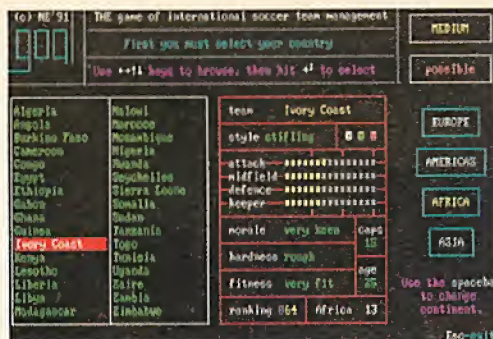 (c) ME'91
THE game of international soccer team management
First you must select your country
Use ←→↑↓ keys to browse, then hit ↵ to select
MEDIUM
possible
Algeria
Angola
Burkino Faso
Cameroon
Congo
Egypt
Ethiopia
Gabon
Ghana
Guinea
Ivory Coast
Kenya
Lesotho
Liberia
Libya
Madagascar
Malawi
Morocco
Mozambique
Nigeria
Rwanda
Seychelles
Sierra Leone
Somalia
Sudan
Tanzania
Togo
Tunisia
Uganda
Zaire
Zambia
Zimbabwe
team Ivory Coast
style stifling
attack
midfield
defence
keeper
morale very keen
caps
hardness rough
age
fitness very fit
ranking 064
Africa 13
EUROPE
AMERICAS
AFRICA
ASIA
Use the spacebar
to change
continent.
Esc-exit